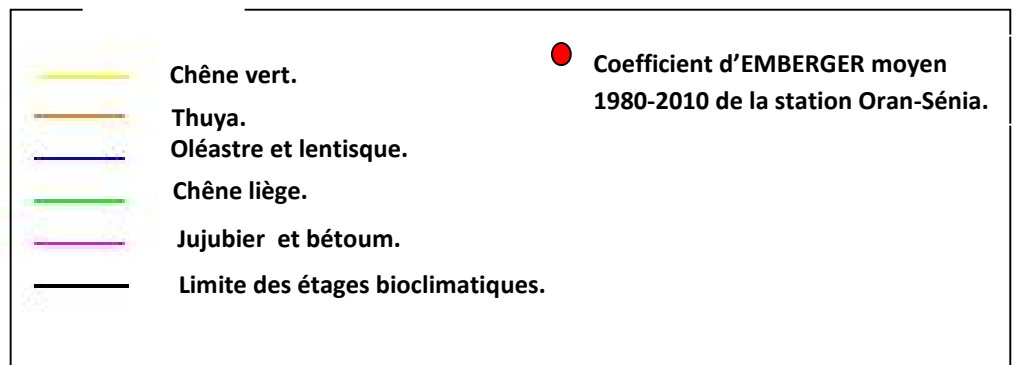 Chêne vert.
Thuya.
Oléastre et lentisque.
Chêne liège.
Jujubier et bétoum.
Limite des étages bioclimatiques.
Coefficient d'EMBERGER moyen
1980-2010 de la station Oran-Sénia.